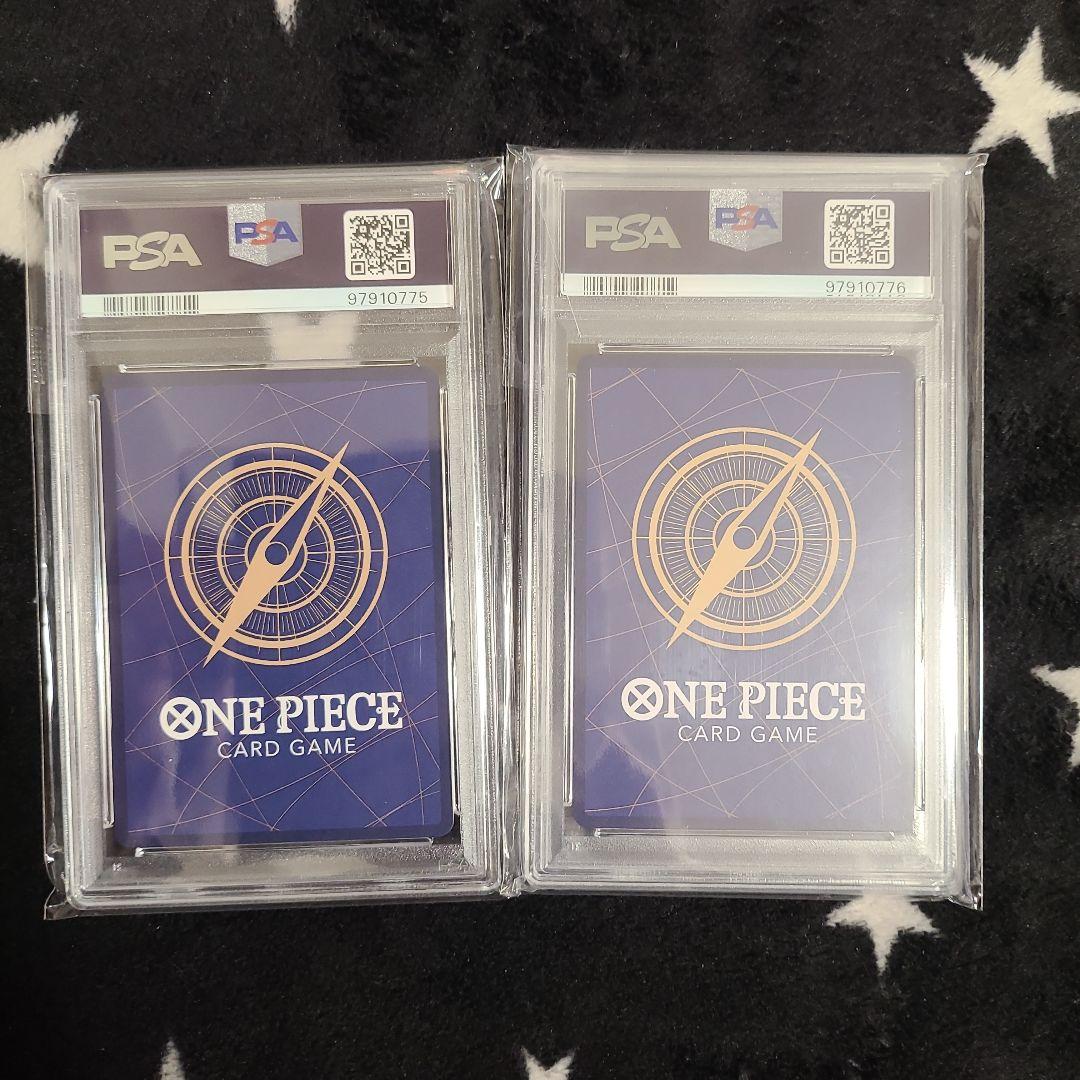 PSA PSA
97910775
ONE PIECE
CARD GAME
PSA PSA
97910776
ONE PIECE
CARD GAME